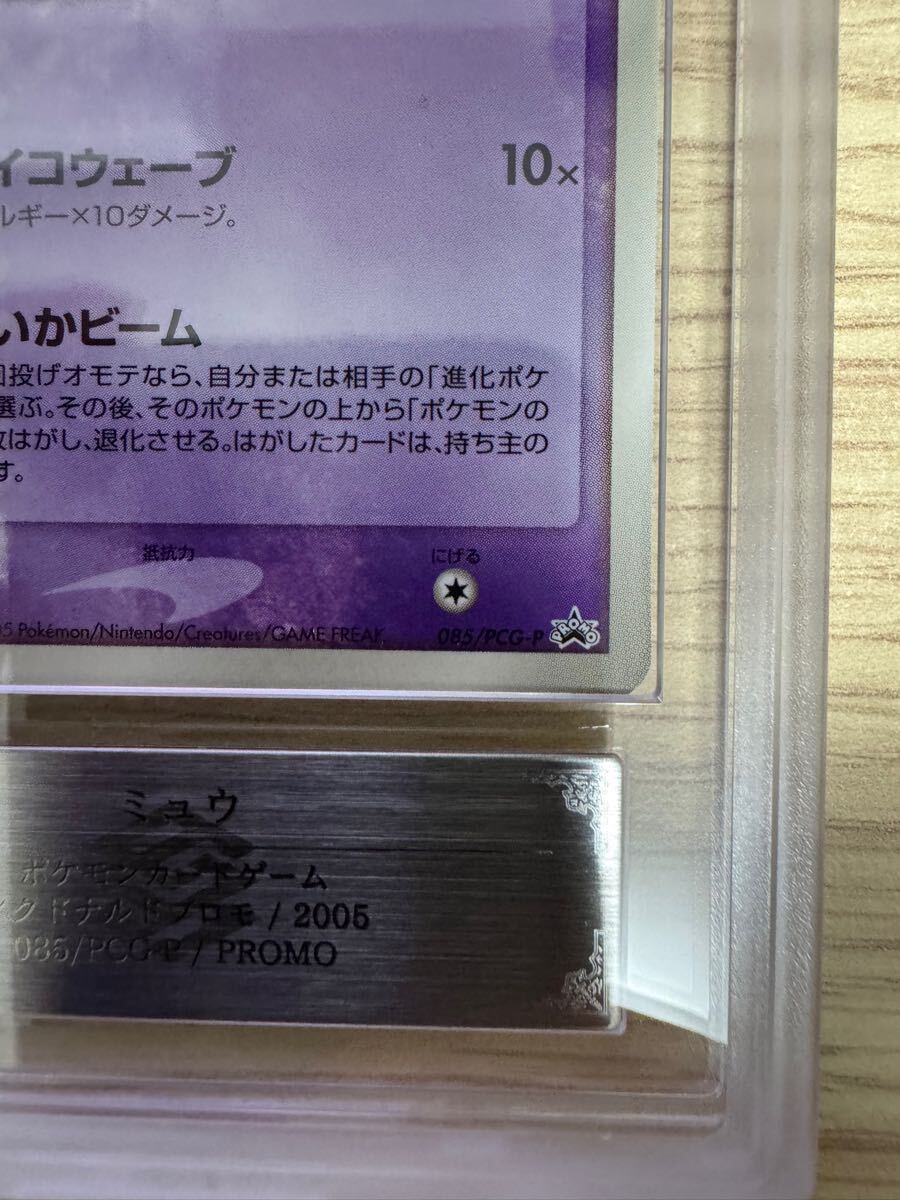 イコウェーブ 10×
ルギー×10ダメージ。
いかビーム
回投げオモテなら、自分または相手の「進化ポケ
選ぶ。その後、そのポケモンの上から「ポケモンの
枚はがし、退化させる。はがしたカードは、持ち主の
す。
抵抗力 にげる
05 Pokémon/Nintendo/Creatures/GAME FREAK. 085/PCG-P PROMO
ミュウ
ポケモンカードゲーム
クドナルドプロモ / 2005
085/PCG-P / PROMO